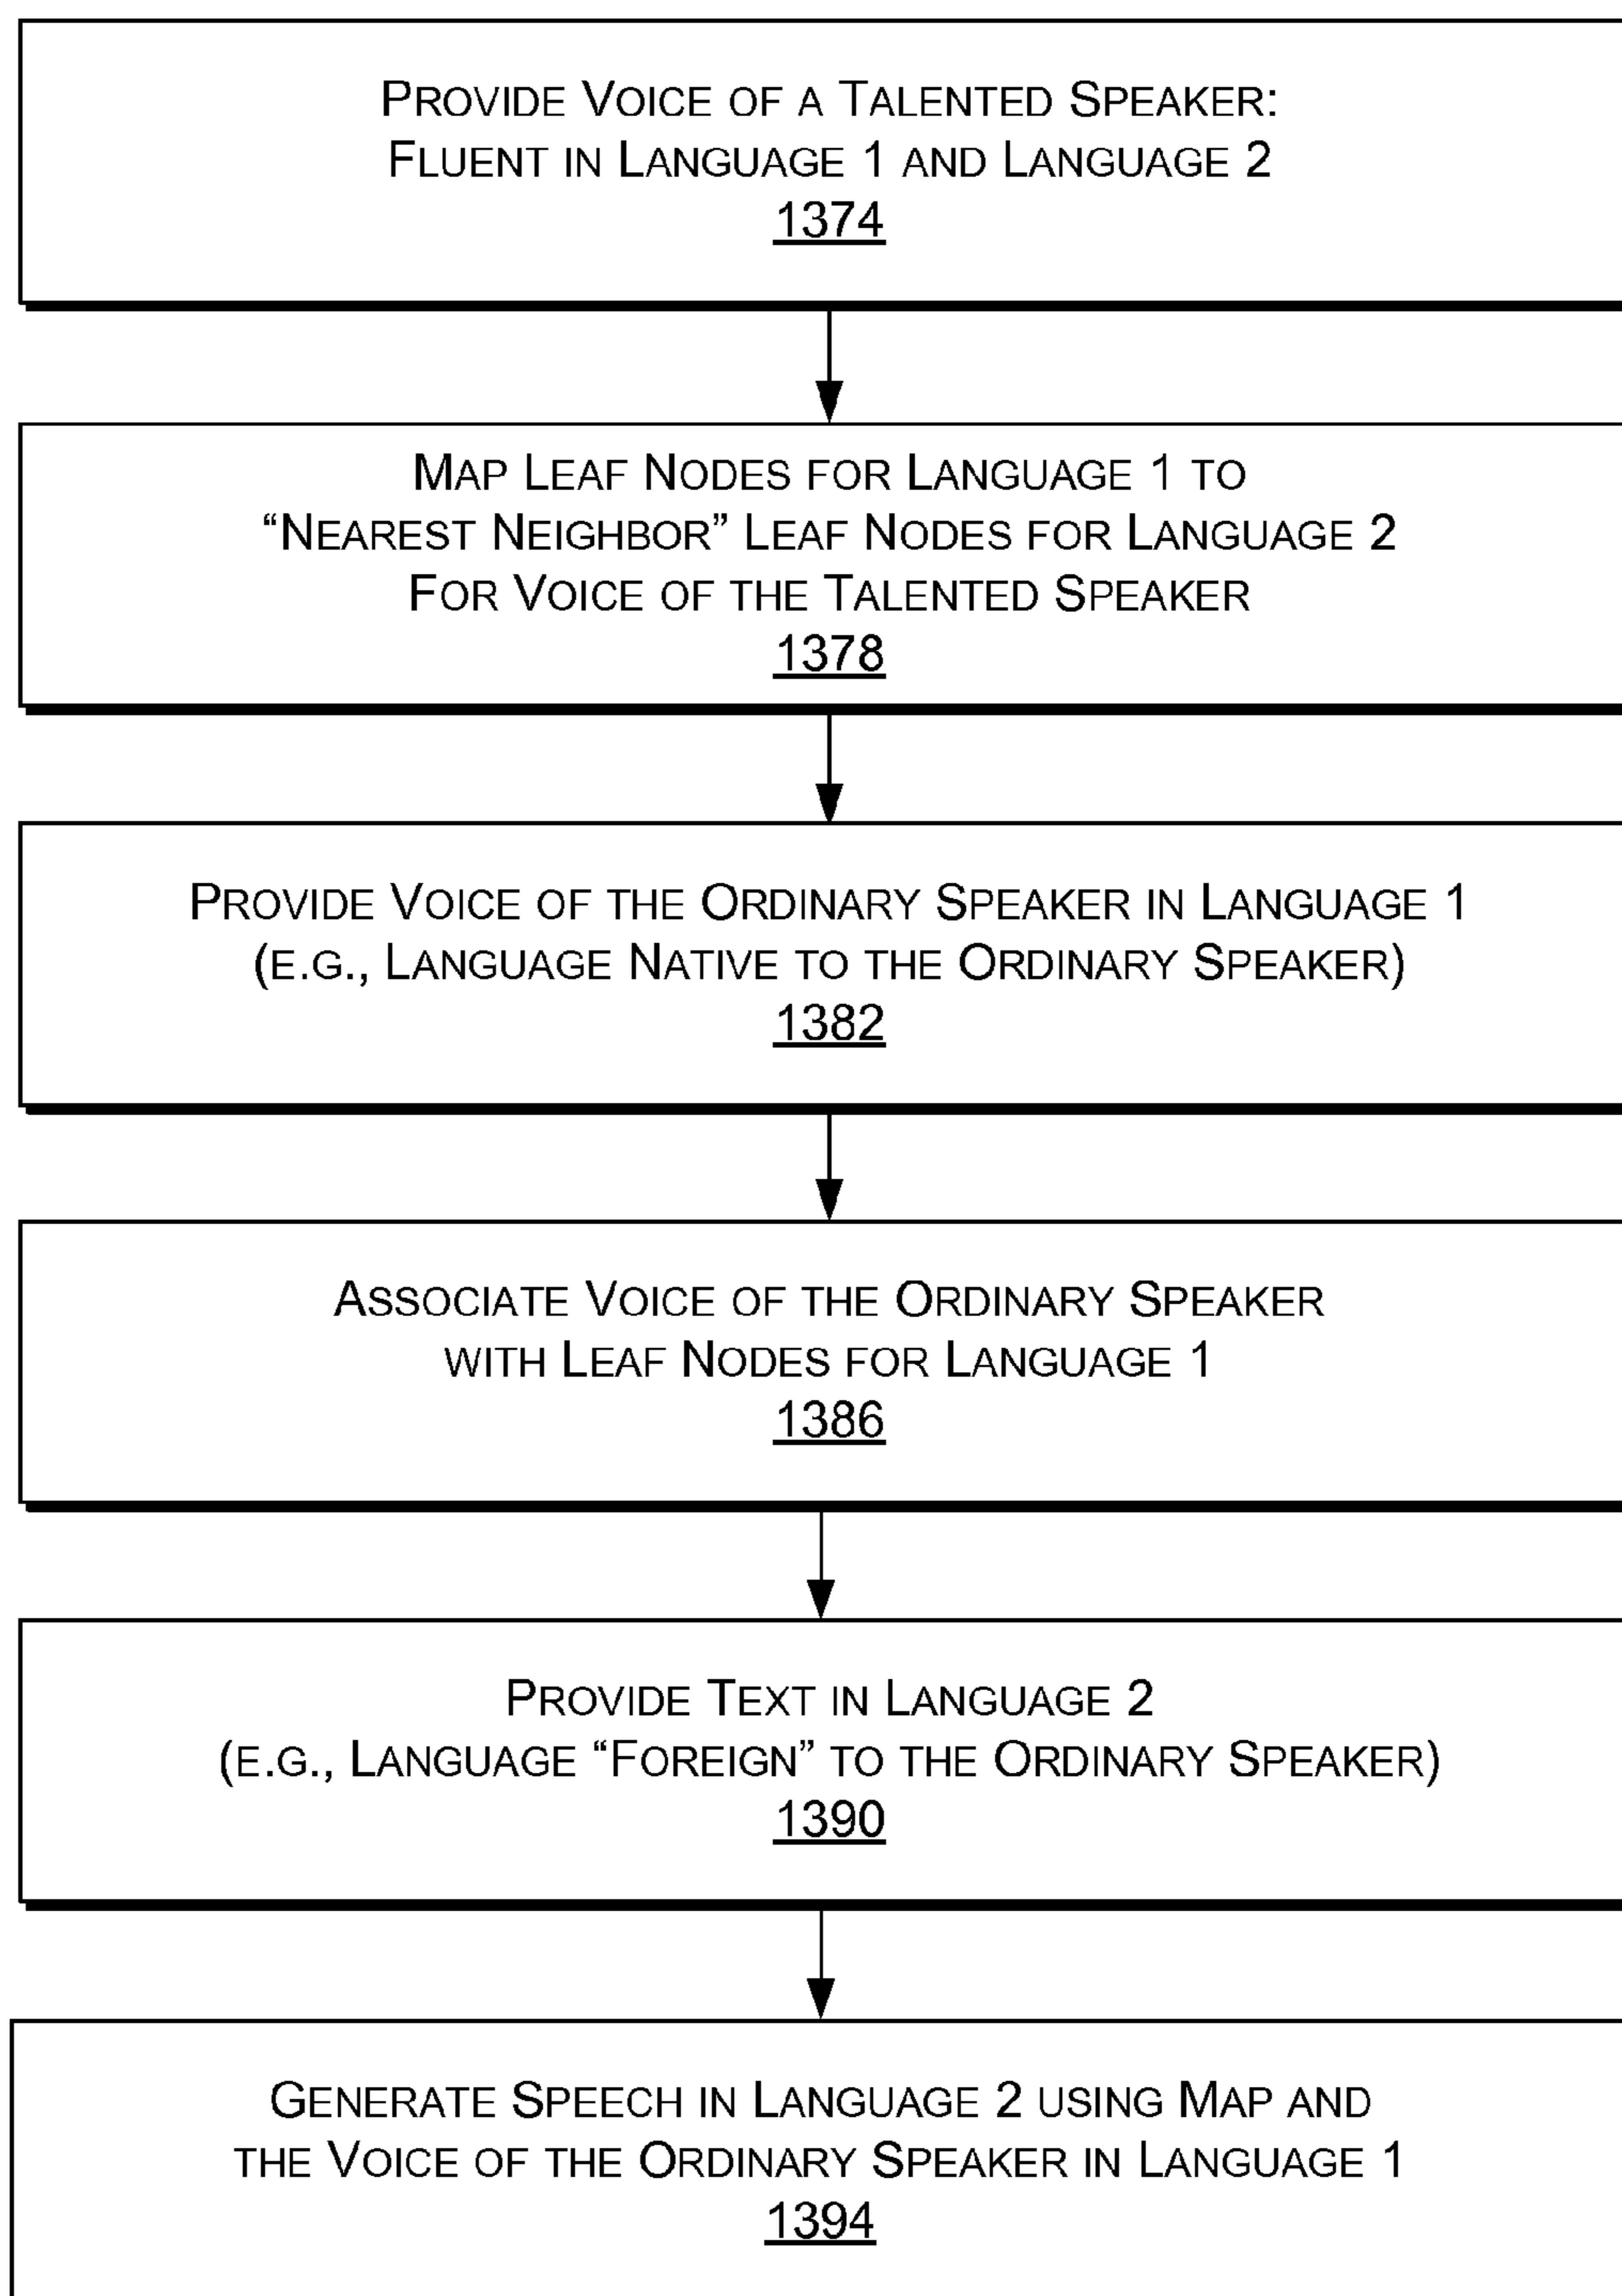 PROVIDE VOICE OF A TALENTED SPEAKER:
FLUENT IN LANGUAGE 1 AND LANGUAGE 2
1374
MAP LEAF NODES FOR LANGUAGE 1 TO
“NEAREST NEIGHBOR” LEAF NODES FOR LANGUAGE 2
FOR VOICE OF THE TALENTED SPEAKER
1378
PROVIDE VOICE OF THE ORDINARY SPEAKER IN LANGUAGE 1
(E.G., LANGUAGE NATIVE TO THE ORDINARY SPEAKER)
1382
ASSOCIATE VOICE OF THE ORDINARY SPEAKER
WITH LEAF NODES FOR LANGUAGE 1
1386
PROVIDE TEXT IN LANGUAGE 2
(E.G., LANGUAGE “FOREIGN” TO THE ORDINARY SPEAKER)
1390
GENERATE SPEECH IN LANGUAGE 2 USING MAP AND
THE VOICE OF THE ORDINARY SPEAKER IN LANGUAGE 1
1394